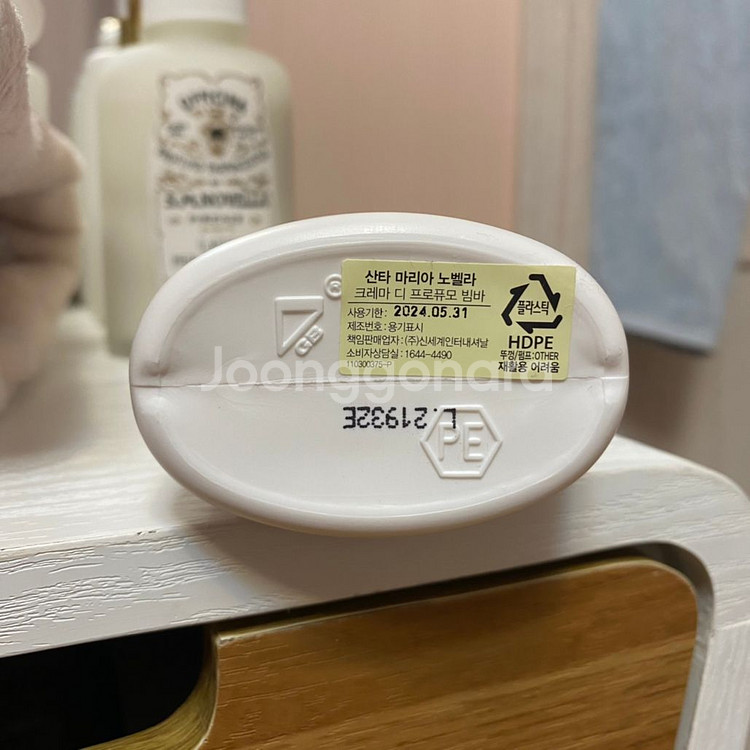 S.M.NOVELLA
산타 마리아 노벨라
크레마 디 프로퓨모 빔바
사용기한 : 2024.05.31
제조번호 : 용기표시
책임판매업자 : (주)신세계인터내셔날
소비자상담실 : 1644-4490
110300375-P
플라스틱
HDPE
뚜껑/펌프:OTHER
재활용 어려움
®
GS
Joonggonara
L.21932E
PE